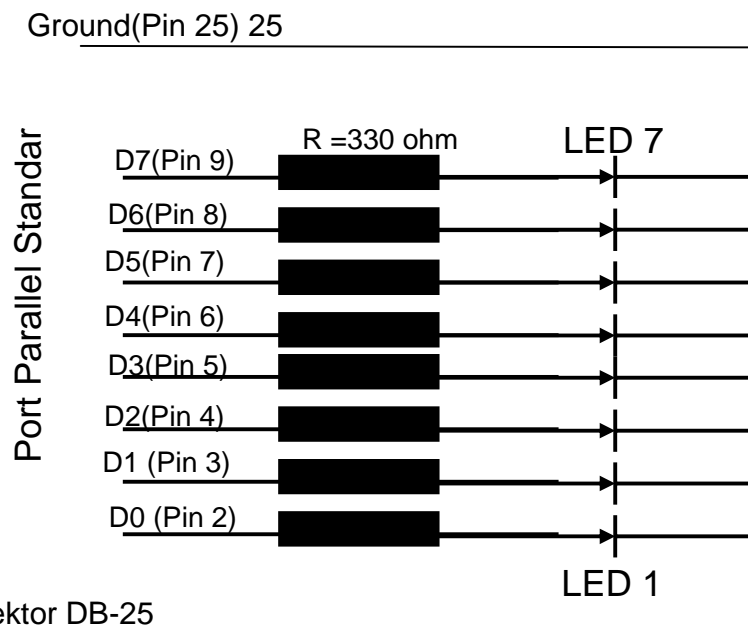 Ground(Pin 25) 25
Port Parallel Standar
R =330 ohm
LED 7
D7(Pin 9)
D6(Pin 8)
D5(Pin 7)
D4(Pin 6)
D3(Pin 5)
D2(Pin 4)
D1 (Pin 3)
D0 (Pin 2)
LED 1
ektor DB-25